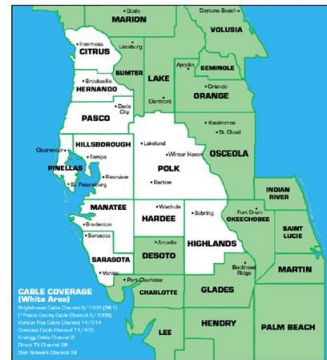 Ocala
MARION
Daytona Beach
VOLUSIA
Inverness
CITRUS
Leesburg
SUMTER
LAKE
Apopka
SEMINOLE
Brooksville
HERNANDO
Orlando
ORANGE
Clermont
Dade
City
PASCO
Kissimmee
St. Cloud
OSCEOLA
HILLSBOROUGH
Lakeland
Clearwater
Tampa
Winter Haven
POLK
PINELLAS
Riverview
Bartow
St. Petersburg
INDIAN
RIVER
MANATEE
Wauchula
HARDEE
Sebring
Fort Drum
OKEECHOBEE
Bradenton
SAINT
LUCIE
Sarasota
Arcadia
HIGHLANDS
SARASOTA
DESOTO
Buckhead
Ridge
MARTIN
Venice
Port Charlotte
CABLE COVERAGE
(White Area)
CHARLOTTE
GLADES
LEE
HENDRY
PALM BEACH